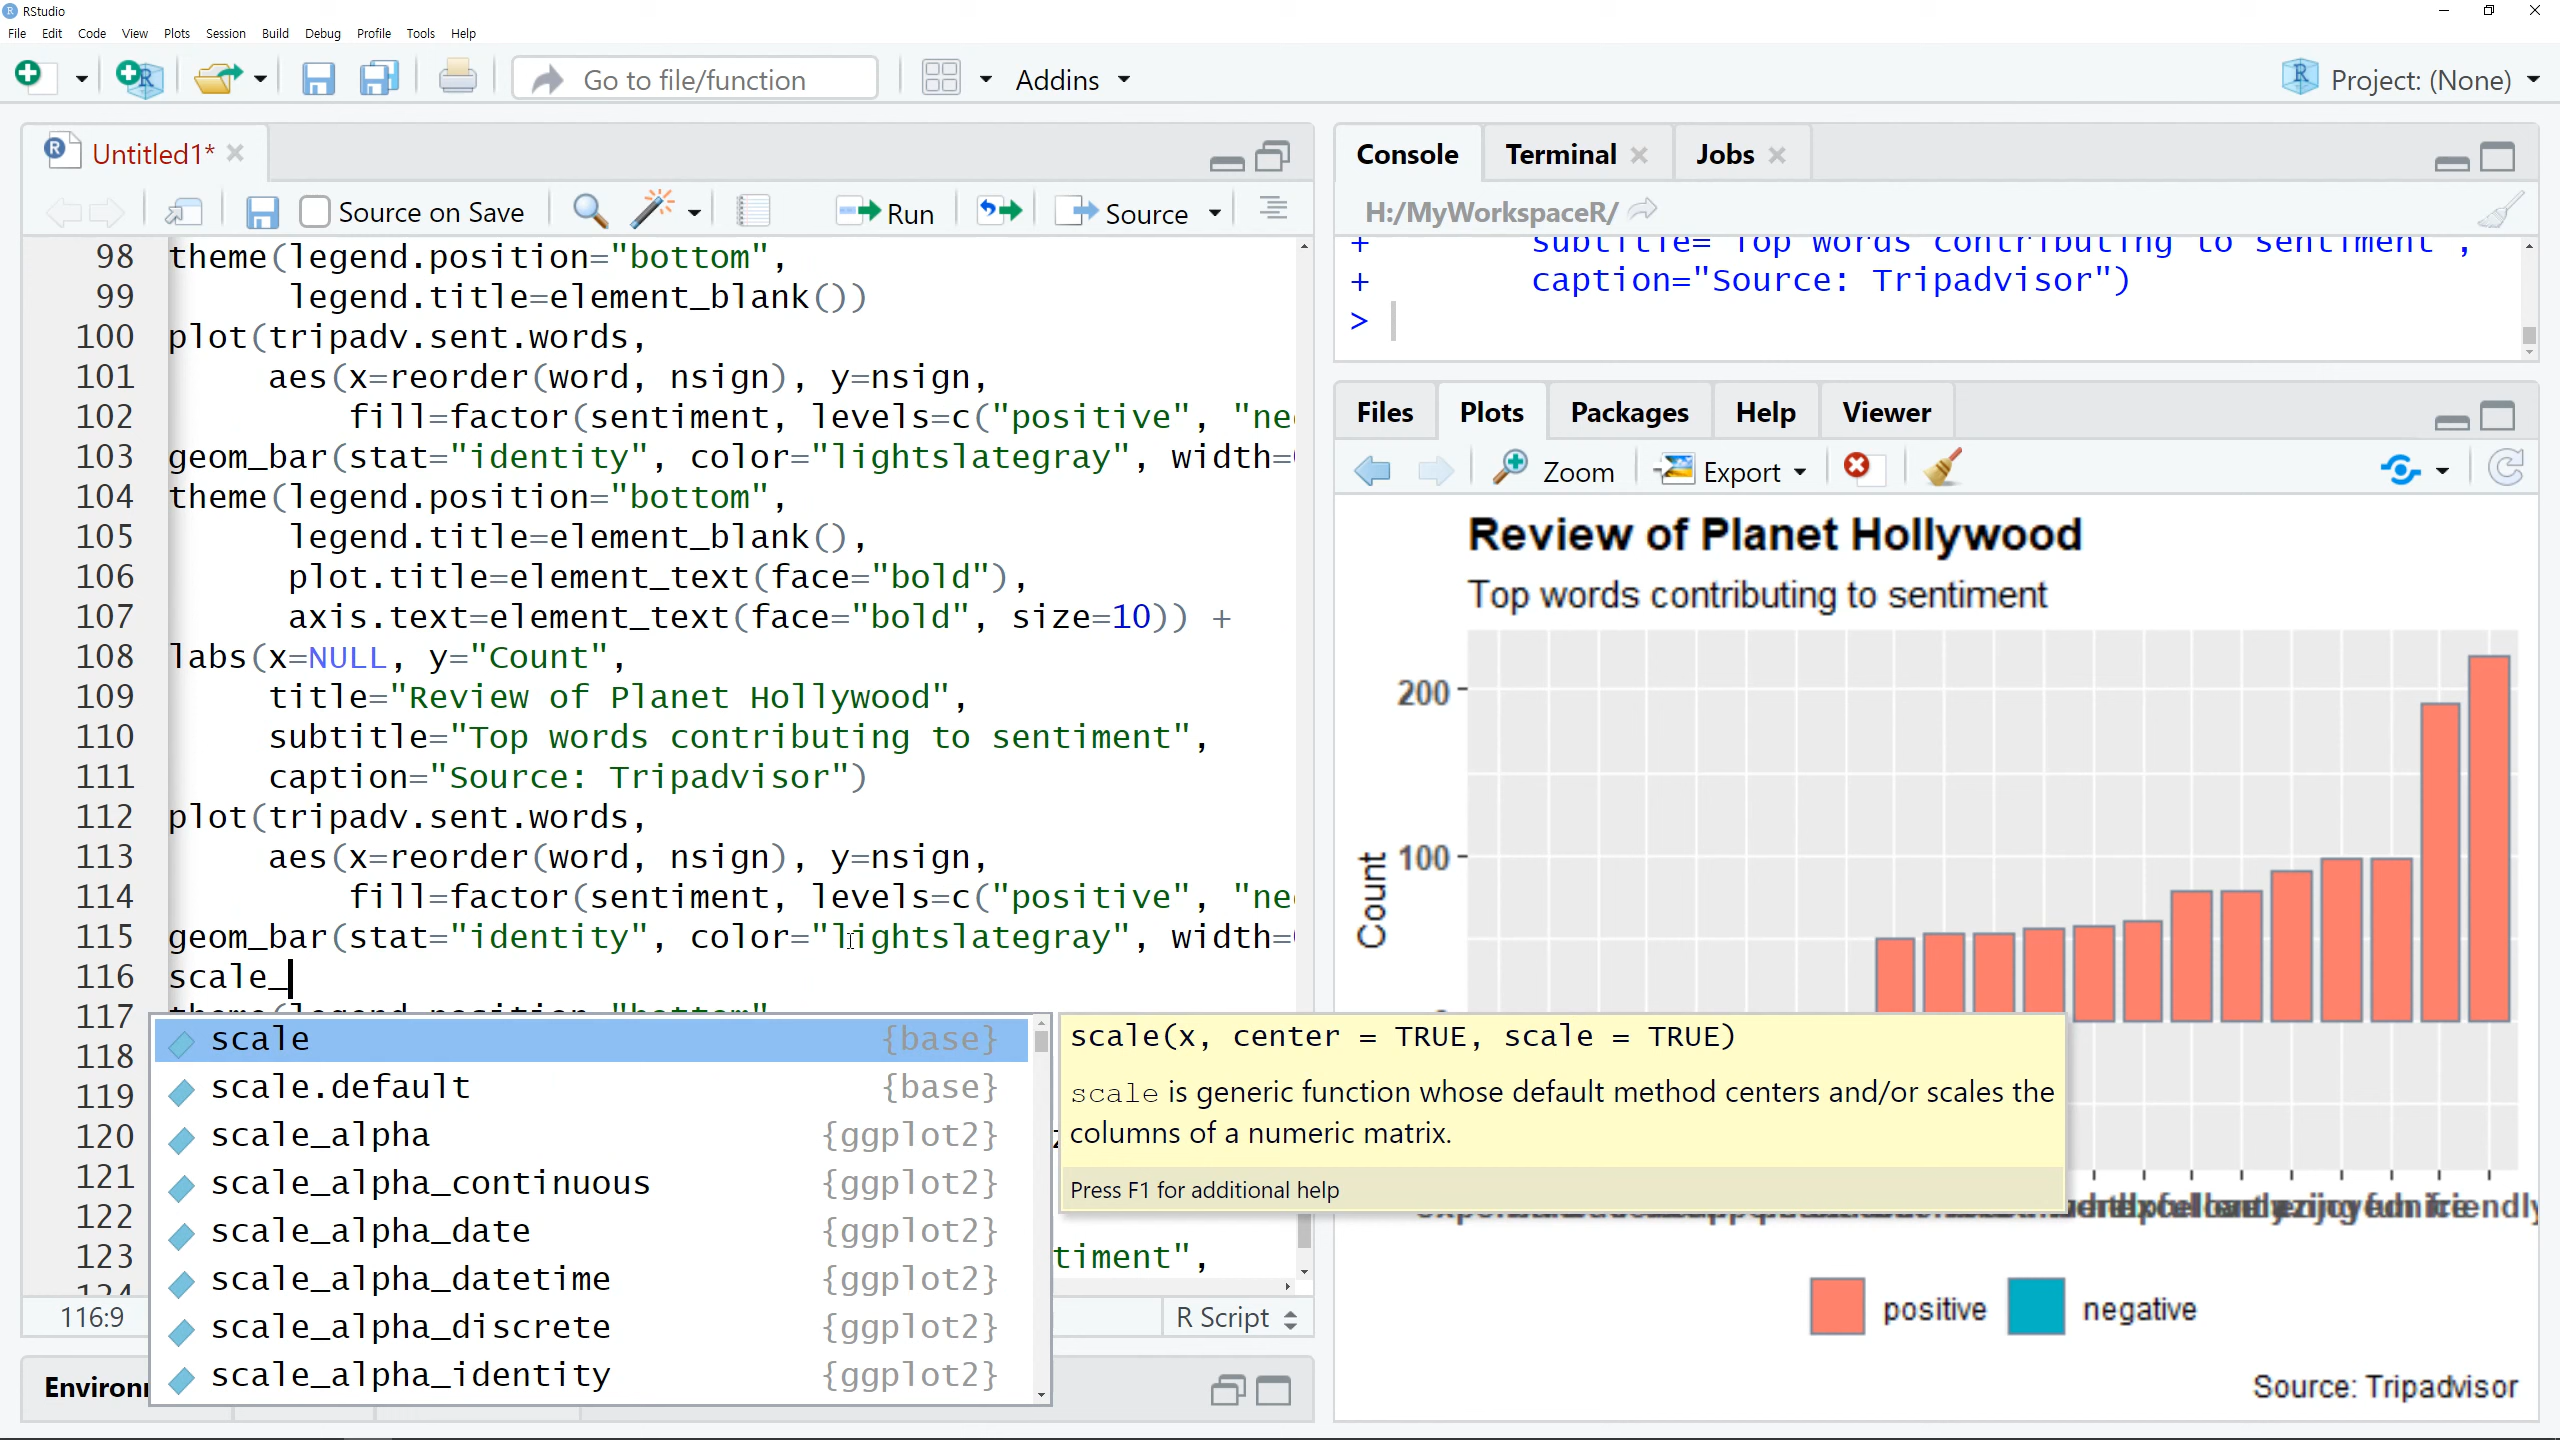 RStudio
File Edit Code View Plots Session Build Debug Profile Tools Help
Go to file/function
Addins
Project: (None)
Untitled1*
Source on Save
Run
Source
98 theme(legend.position="bottom",
99 legend.title=element_blank())
100 plot(tripadv.sent.words,
101 aes(x=reorder(word, nsign), y=nsign,
102 fill=factor(sentiment, levels=c("positive", "ne
103 geom_bar(stat="identity", color="lightslategray", width=
104 theme(legend.position="bottom",
105 legend.title=element_blank(),
106 plot.title=element_text(face="bold"),
107 axis.text=element_text(face="bold", size=10)) +
108 labs(x=NULL, y="Count",
109 title="Review of Planet Hollywood",
110 subtitle="Top words contributing to sentiment",
111 caption="Source: Tripadvisor")
112 plot(tripadv.sent.words,
113 aes(x=reorder(word, nsign), y=nsign,
114 fill=factor(sentiment, levels=c("positive", "ne
115 geom_bar(stat="identity", color="lightslategray", width=
116 scale_
117
118
119
120
121
122
123 timent",
124
scale {base}
scale.default {base}
scale_alpha {ggplot2}
scale_alpha_continuous {ggplot2}
scale_alpha_date {ggplot2}
scale_alpha_datetime {ggplot2}
scale_alpha_discrete {ggplot2}
scale_alpha_identity {ggplot2}
scale(x, center = TRUE, scale = TRUE)
scale is generic function whose default method centers and/or scales the
columns of a numeric matrix.
Press F1 for additional help
116:9
R Script
Environ
Console Terminal Jobs
H:/MyWorkspaceR/
+ subtitle="Top words contributing to sentiment",
+ caption="Source: Tripadvisor")
>
Files Plots Packages Help Viewer
Zoom
Export
Review of Planet Hollywood
Top words contributing to sentiment
200
100
Count
friendly
positive
negative
Source: Tripadvisor